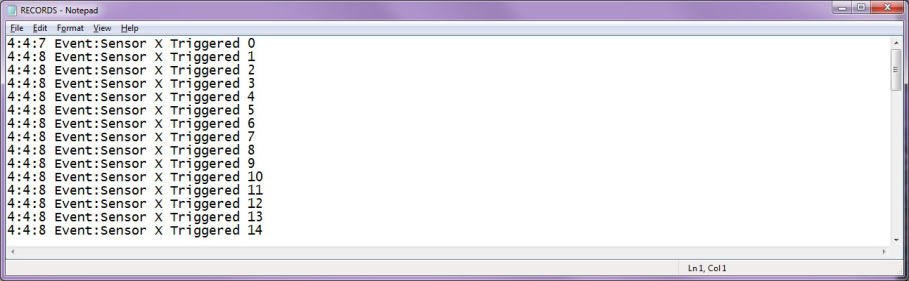 RECORDS - Notepad
File Edit Format View Help
4:4:7 Event:Sensor X Triggered 0
4:4:8 Event:Sensor X Triggered 1
4:4:8 Event:Sensor X Triggered 2
4:4:8 Event:Sensor X Triggered 3
4:4:8 Event:Sensor X Triggered 4
4:4:8 Event:Sensor X Triggered 5
4:4:8 Event:Sensor X Triggered 6
4:4:8 Event:Sensor X Triggered 7
4:4:8 Event:Sensor X Triggered 8
4:4:8 Event:Sensor X Triggered 9
4:4:8 Event:Sensor X Triggered 10
4:4:8 Event:Sensor X Triggered 11
4:4:8 Event:Sensor X Triggered 12
4:4:8 Event:Sensor X Triggered 13
4:4:8 Event:Sensor X Triggered 14
Ln 1, Col 1